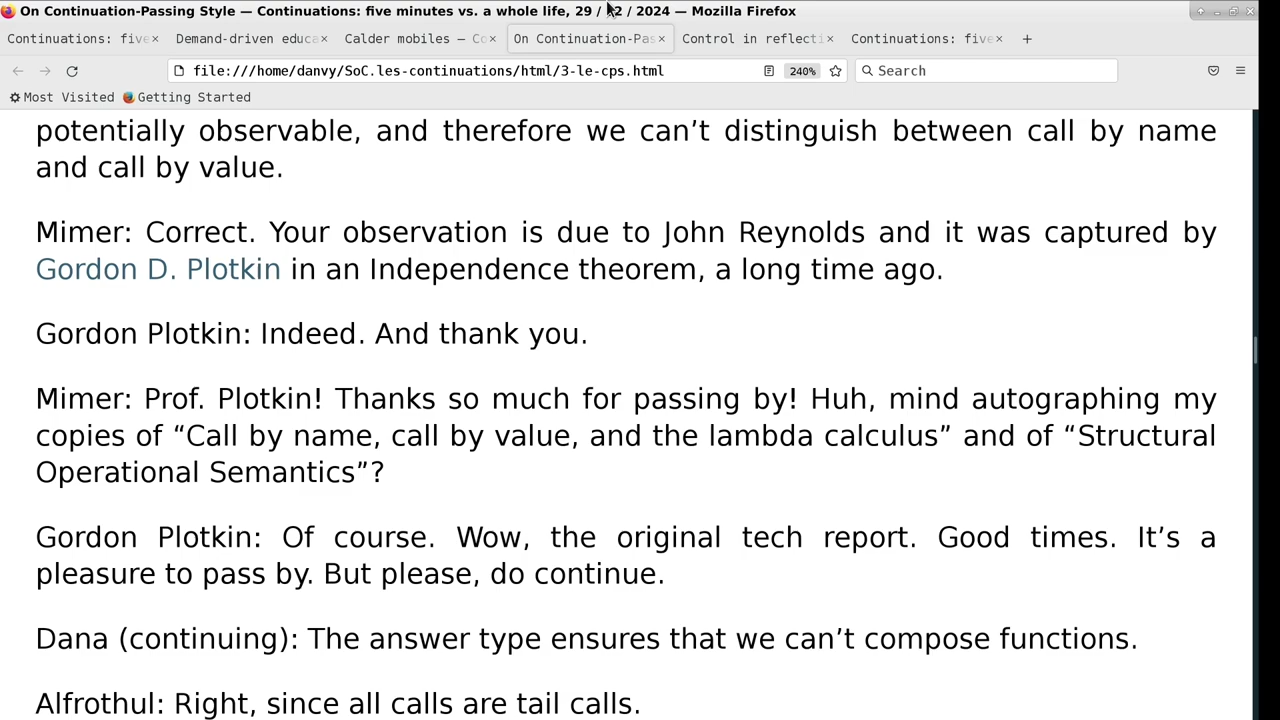 On Continuation-Passing Style — Continuations: five minutes vs. a whole life, 29 / 2 / 2024 — Mozilla Firefox
Continuations: five
Demand-driven educa
Calder mobiles — Co
On Continuation-Pas
Control in reflecti
Continuations: five
file:///home/danvy/SoC.les-continuations/html/3-le-cps.html
240%
Search
Most Visited
Getting Started
potentially observable, and therefore we can’t distinguish between call by name
and call by value.
Mimer: Correct. Your observation is due to John Reynolds and it was captured by
Gordon D. Plotkin in an Independence theorem, a long time ago.
Gordon Plotkin: Indeed. And thank you.
Mimer: Prof. Plotkin! Thanks so much for passing by! Huh, mind autographing my
copies of “Call by name, call by value, and the lambda calculus” and of “Structural
Operational Semantics”?
Gordon Plotkin: Of course. Wow, the original tech report. Good times. It’s a
pleasure to pass by. But please, do continue.
Dana (continuing): The answer type ensures that we can’t compose functions.
Alfrothul: Right, since all calls are tail calls.